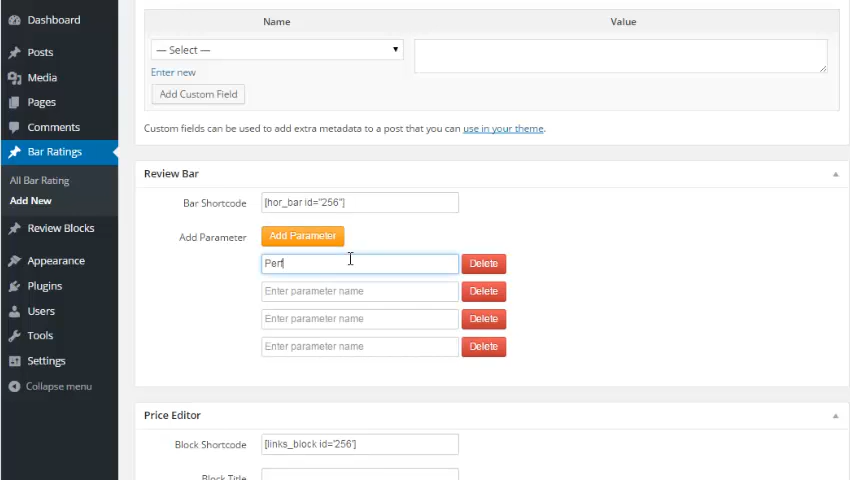 Dashboard
Posts
Media
Pages
Comments
Bar Ratings
All Bar Rating
Add New
Review Blocks
Appearance
Plugins
Users
Tools
Settings
Collapse menu
Name Value
— Select —
Enter new
Add Custom Field
Custom fields can be used to add extra metadata to a post that you can use in your theme.
Review Bar
Bar Shortcode [hor_bar id="256"]
Add Parameter Add Parameter
Perf Delete
Enter parameter name Delete
Enter parameter name Delete
Enter parameter name Delete
Price Editor
Block Shortcode [links_block id='256']
Block Title